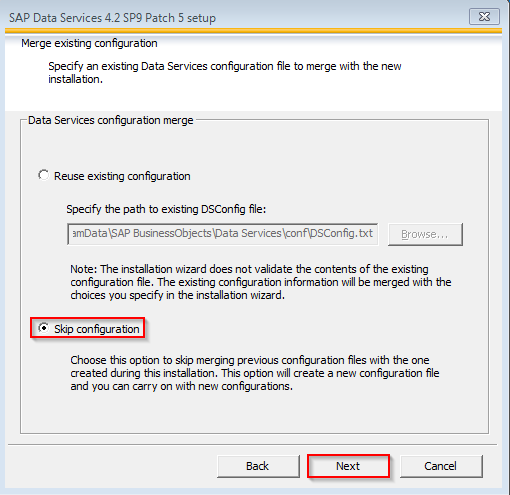 SAP Data Services 4.2 SP9 Patch 5 setup
Merge existing configuration
Specify an existing Data Services configuration file to merge with the new
installation.
Data Services configuration merge
Reuse existing configuration
Specify the path to existing DSConfig file:
amData\SAP BusinessObjects\Data Services\conf\DSConfig.txt
Browse...
Note: The installation wizard does not validate the contents of the existing
configuration file. The existing configuration information will be merged with the
choices you specify in the installation wizard.
Skip configuration
Choose this option to skip merging previous configuration files with the one
created during this installation. This option will create a new configuration file
and you can carry on with new configurations.
Back
Next
Cancel